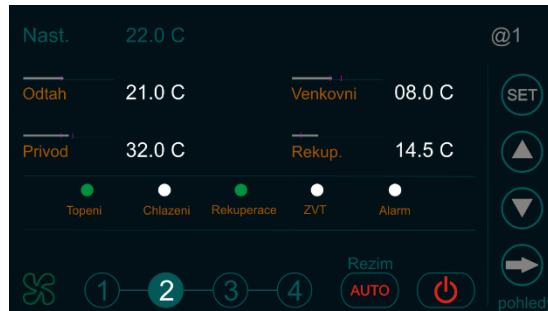 Nast. 22.0 C @1
Odtah 21.0 C Venkovni 08.0 C SET
Privod 32.0 C Rekup. 14.5 C
Topeni Chlazeni Rekuperace ZVT Alarm
Rezim
1 2 3 4 AUTO
pohledy